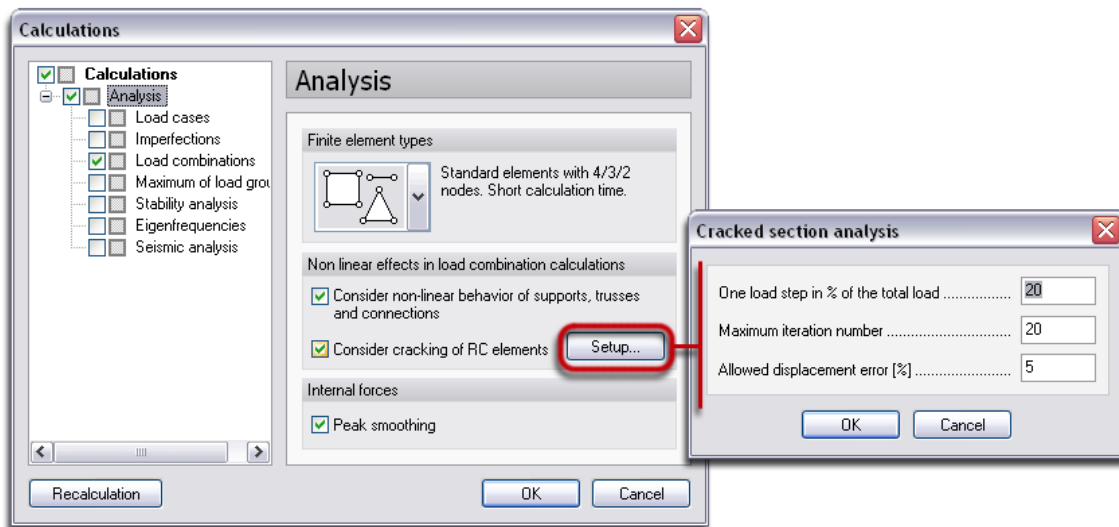 Calculations
Calculations
Analysis
Load cases
Imperfections
Load combinations
Maximum of load grou
Stability analysis
Eigenfrequencies
Seismic analysis
Recalculation
Analysis
Finite element types
Standard elements with 4/3/2
nodes. Short calculation time.
Non linear effects in load combination calculations
Consider non-linear behavior of supports, trusses
and connections
Consider cracking of RC elements
Setup...
Internal forces
Peak smoothing
OK
Cancel
Cracked section analysis
One load step in % of the total load ................. 20
Maximum iteration number ............................... 20
Allowed displacement error [%] ........................ 5
OK
Cancel